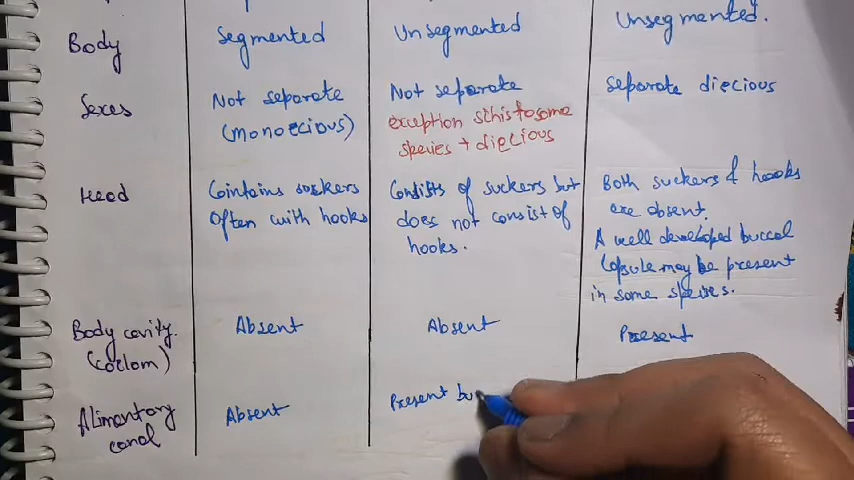 Body Segmented Unsegmented Unsegmented.
Sexes Not separate Not separate separate diecious
(monoecious) exception schistosome
species + diecious
Head Contains suckers Consists of suckers but Both suckers & hooks
Often with hooks does not consist of are absent.
hooks. A well developed buccal
Capsule may be present
in some species.
Body cavity. Absent Absent Present
(coelom)
Alimentary Absent Present bu
canal